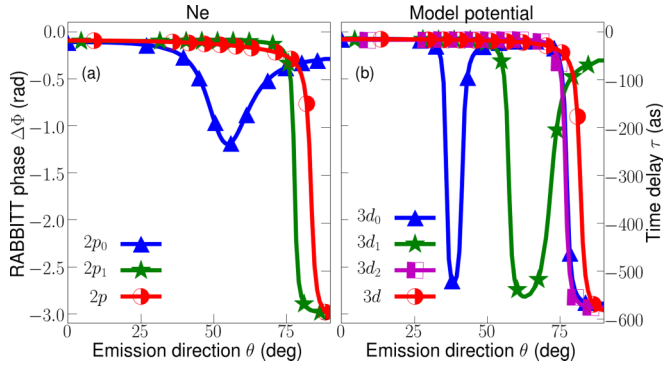 Ne
Model potential
RABBITT phase ΔΦ (rad)
0.0
−0.5
−1.0
−1.5
−2.0
−2.5
−3.0
(a)
2p₀
2p₁
2p
0
25
50
75
Emission direction θ (deg)
(b)
3d₀
3d₁
3d₂
3d
0
25
50
75
Emission direction θ (deg)
0
−100
−200
−300
−400
−500
−600
Time delay τ (as)